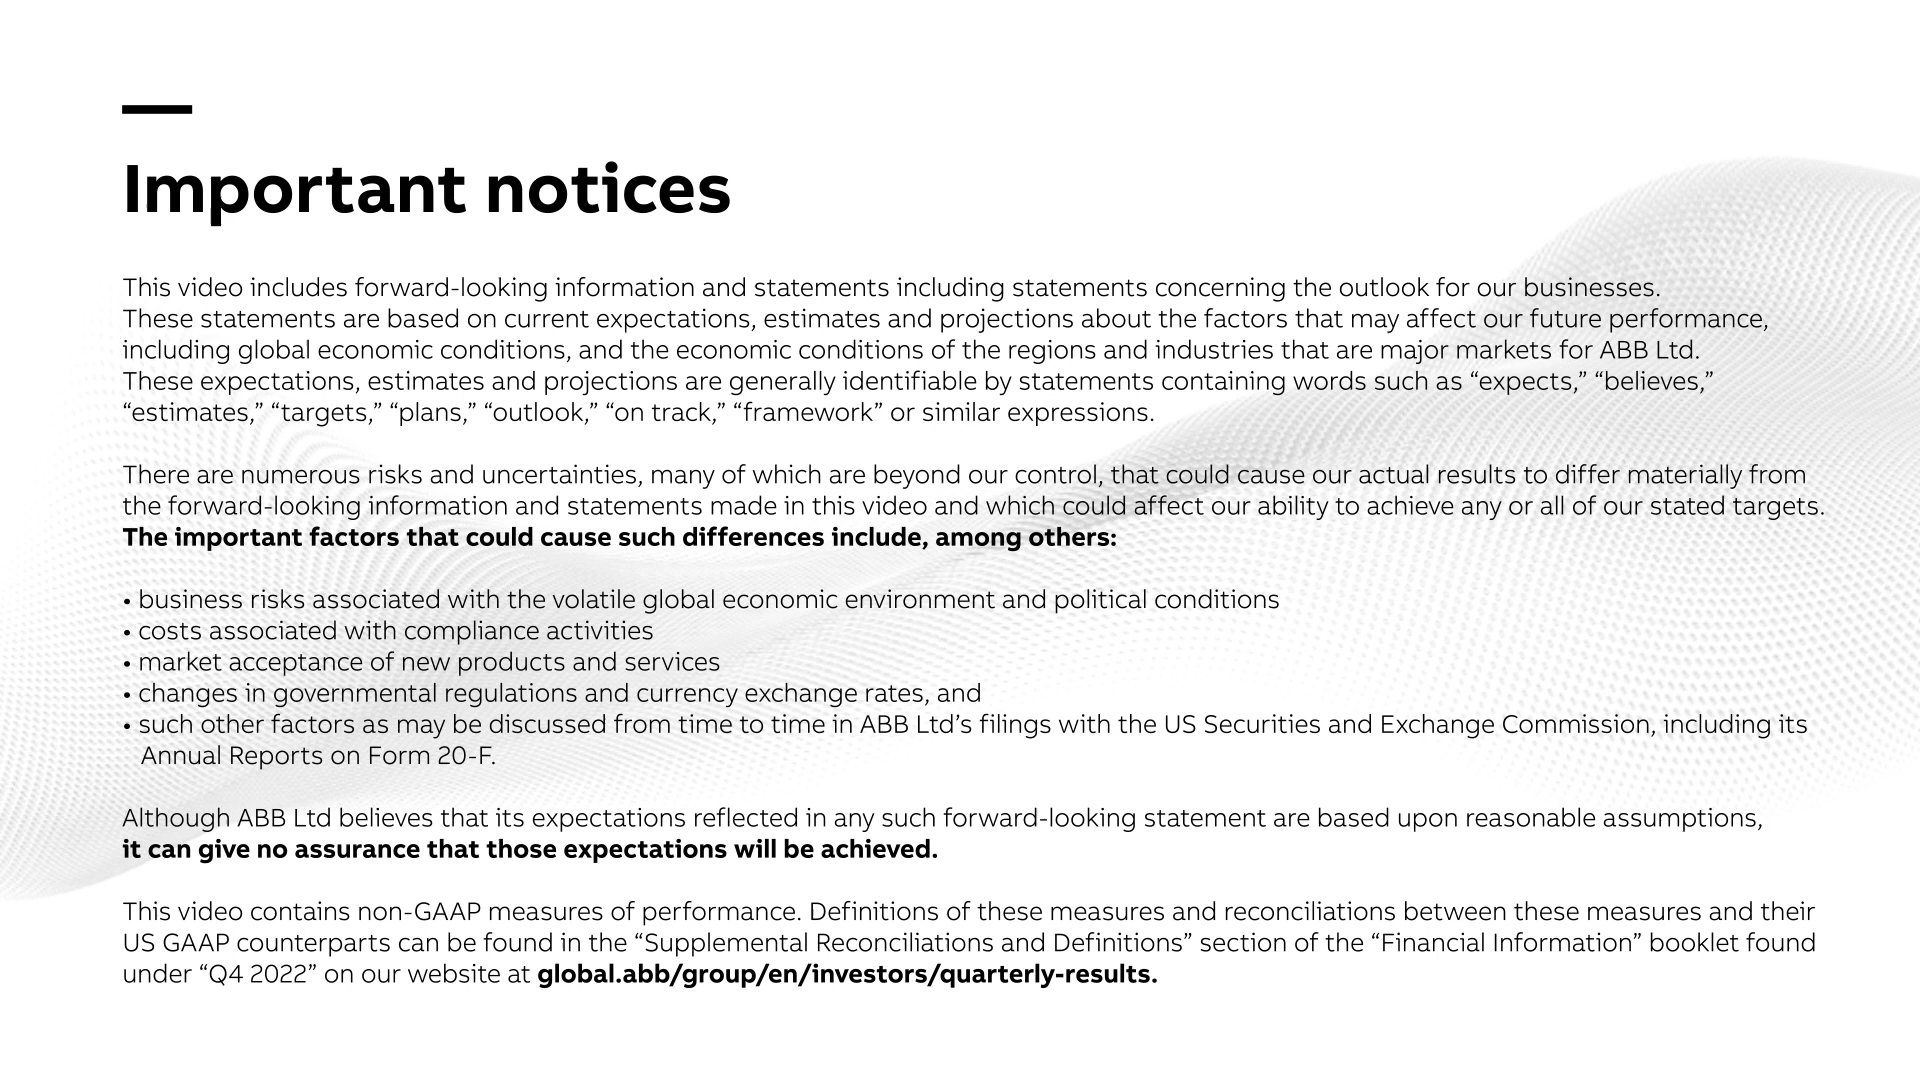 Important notices
This video includes forward-looking information and statements including statements concerning the outlook for our businesses.
These statements are based on current expectations, estimates and projections about the factors that may affect our future performance,
including global economic conditions, and the economic conditions of the regions and industries that are major markets for ABB Ltd.
These expectations, estimates and projections are generally identifiable by statements containing words such as “expects,” “believes,”
“estimates,” “targets,” “plans,” “outlook,” “on track,” “framework” or similar expressions.
There are numerous risks and uncertainties, many of which are beyond our control, that could cause our actual results to differ materially from
the forward-looking information and statements made in this video and which could affect our ability to achieve any or all of our stated targets.
The important factors that could cause such differences include, among others:
• business risks associated with the volatile global economic environment and political conditions
• costs associated with compliance activities
• market acceptance of new products and services
• changes in governmental regulations and currency exchange rates, and
• such other factors as may be discussed from time to time in ABB Ltd’s filings with the US Securities and Exchange Commission, including its
Annual Reports on Form 20-F.
Although ABB Ltd believes that its expectations reflected in any such forward-looking statement are based upon reasonable assumptions,
it can give no assurance that those expectations will be achieved.
This video contains non-GAAP measures of performance. Definitions of these measures and reconciliations between these measures and their
US GAAP counterparts can be found in the “Supplemental Reconciliations and Definitions” section of the “Financial Information” booklet found
under “Q4 2022” on our website at global.abb/group/en/investors/quarterly-results.